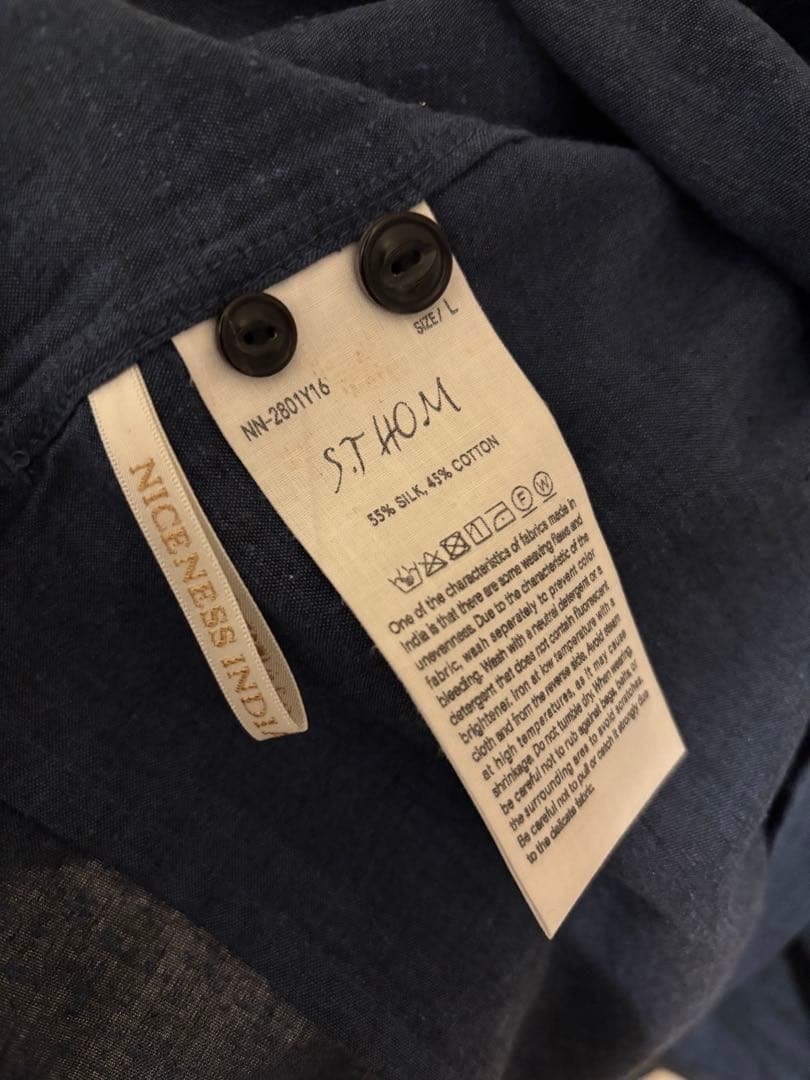 NICENESS INDI
SIZE/ L
NN-2801Y16
S.T HOM
55% SILK, 45% COTTON
F W
One of the characteristics of fabrics made in
India is that there are some weaving flaws and
unevenness. Due to the characteristic of the
fabric, wash separately to prevent color
bleeding. Wash with a neutral detergent or a
detergent that does not contain fluorescent
brightener. Iron at low temperature with a
cloth and from the reverse side. Avoid steam
at high temperatures, as it may cause
shrinkage. Do not tumble dry. When wearing,
be careful not to rub against bags, belts, or
the surrounding area to avoid scratches.
Be careful not to pull or catch it strongly due
to the delicate fabric.